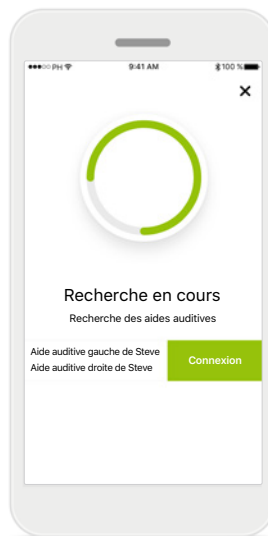 PH 9:41 AM 100 %
Recherche en cours
Recherche des aides auditives
Aide auditive gauche de Steve
Aide auditive droite de Steve
Connexion